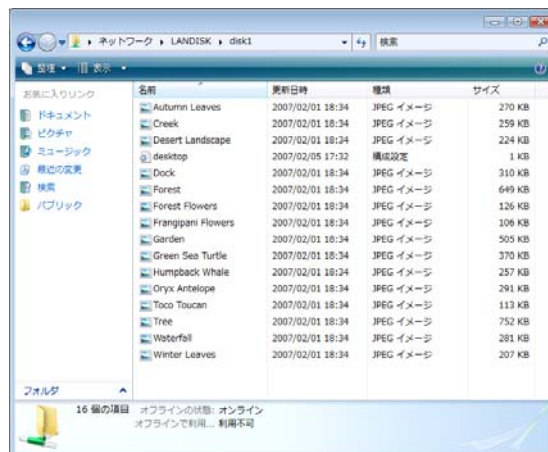 ネットワーク ▸ LANDISK ▸ disk1 検索
整理 表示
お気に入りリンク
ドキュメント
ピクチャ
ミュージック
最近の変更
検索
パブリック
フォルダ
名前 更新日時 種類 サイズ
Autumn Leaves 2007/02/01 18:34 JPEG イメージ 270 KB
Creek 2007/02/01 18:34 JPEG イメージ 259 KB
Desert Landscape 2007/02/01 18:34 JPEG イメージ 224 KB
desktop 2007/02/05 17:32 構成設定 1 KB
Dock 2007/02/01 18:34 JPEG イメージ 310 KB
Forest 2007/02/01 18:34 JPEG イメージ 649 KB
Forest Flowers 2007/02/01 18:34 JPEG イメージ 126 KB
Frangipani Flowers 2007/02/01 18:34 JPEG イメージ 106 KB
Garden 2007/02/01 18:34 JPEG イメージ 505 KB
Green Sea Turtle 2007/02/01 18:34 JPEG イメージ 370 KB
Humpback Whale 2007/02/01 18:34 JPEG イメージ 257 KB
Oryx Antelope 2007/02/01 18:34 JPEG イメージ 291 KB
Toco Toucan 2007/02/01 18:34 JPEG イメージ 113 KB
Tree 2007/02/01 18:34 JPEG イメージ 752 KB
Waterfall 2007/02/01 18:34 JPEG イメージ 281 KB
Winter Leaves 2007/02/01 18:34 JPEG イメージ 207 KB
16 個の項目 オフラインの状態: オンライン
オフラインで利用... 利用不可